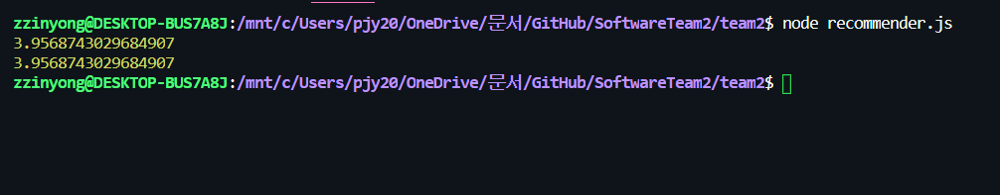 zzinyong@DESKTOP-BUS7A8J:/mnt/c/Users/pjy20/OneDrive/문서/GitHub/SoftwareTeam2/team2$ node recommender.js
3.9568743029684907
3.9568743029684907
zzinyong@DESKTOP-BUS7A8J:/mnt/c/Users/pjy20/OneDrive/문서/GitHub/SoftwareTeam2/team2$